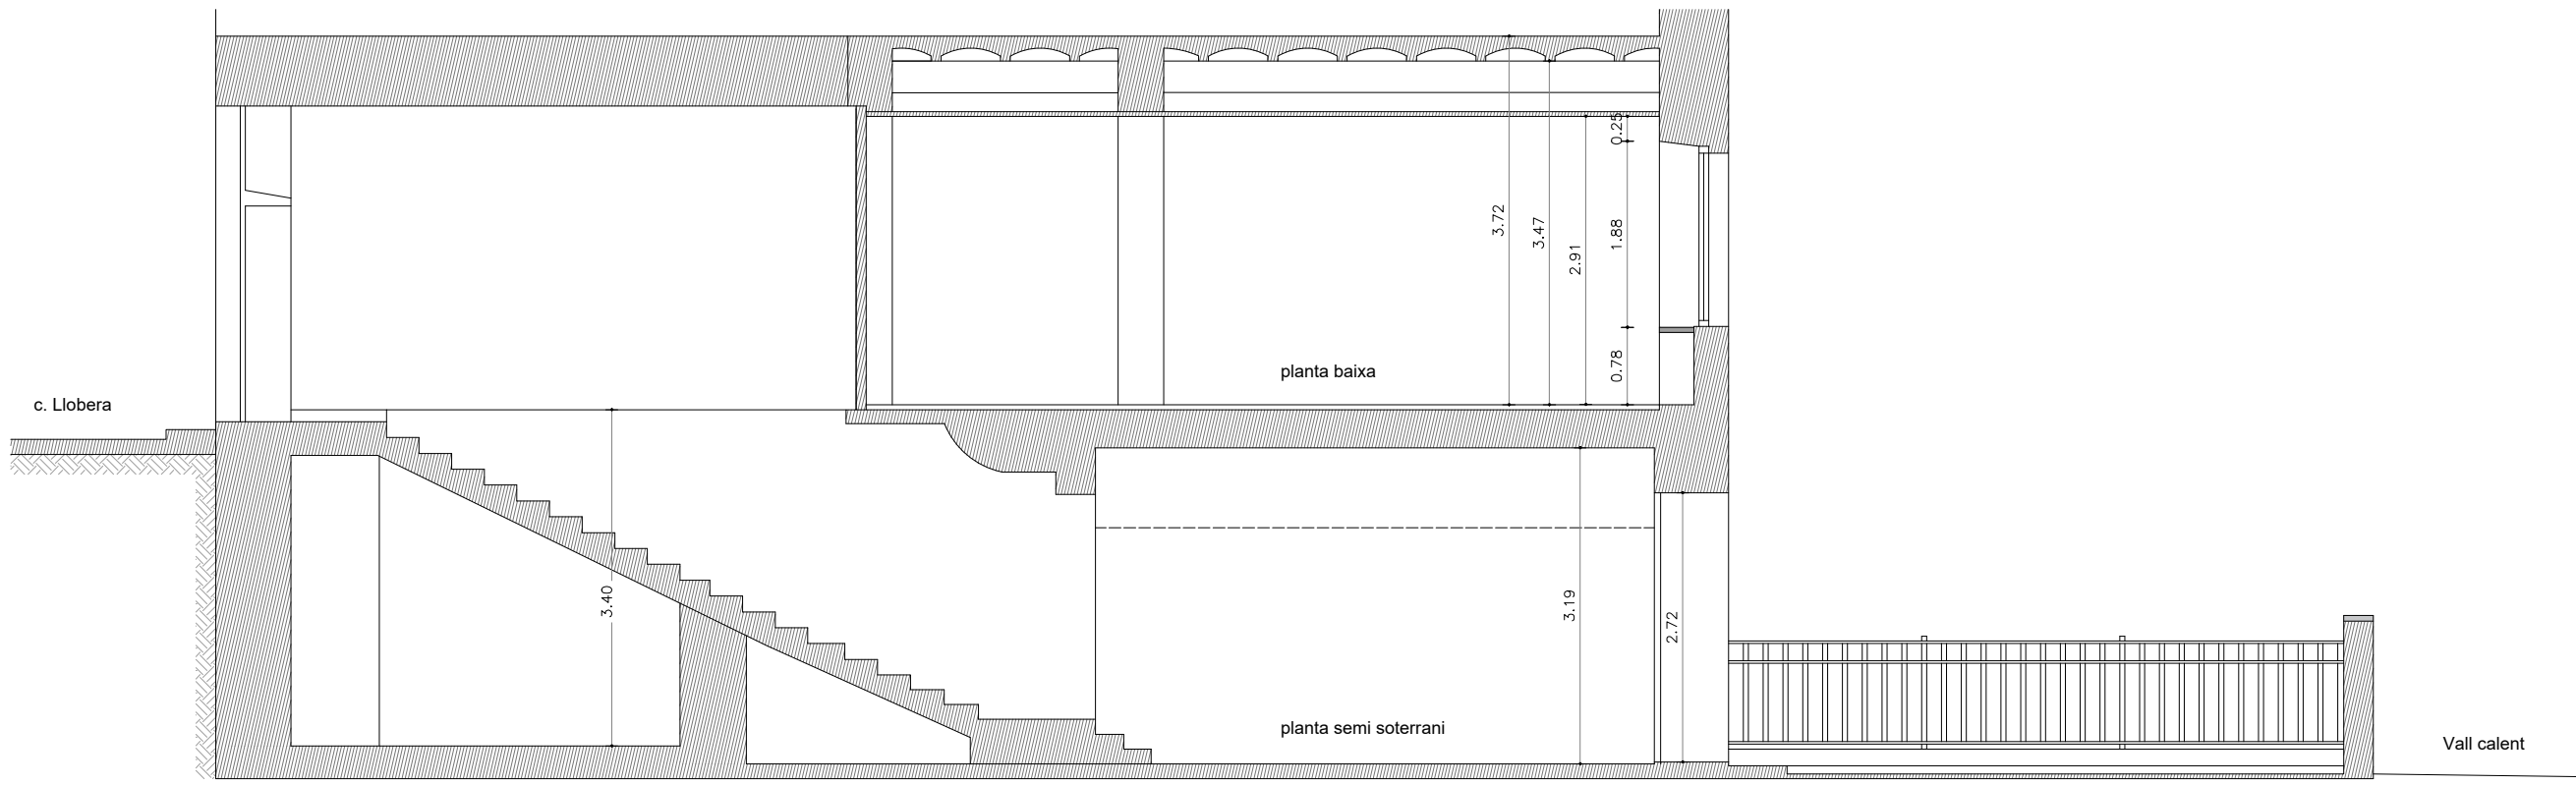 0.25
3.72
3.47
2.91
1.88
0.78
planta baixa
c. Llobera
3.40
3.19
2.72
planta semi soterrani
Vall calent